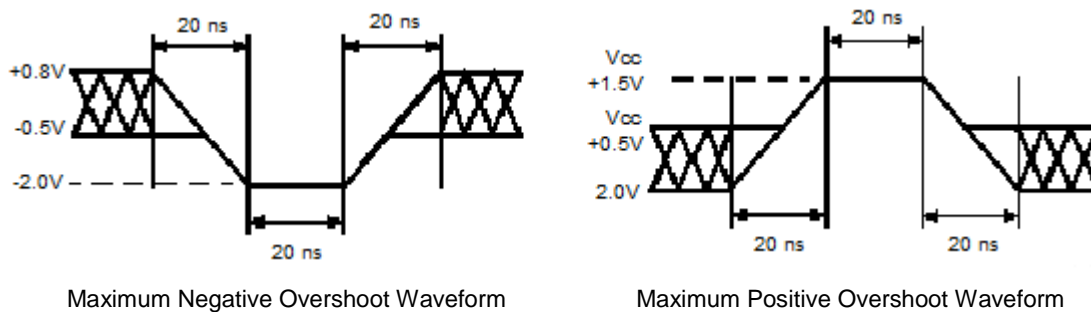 20 ns
20 ns
+0.8V
-0.5V
-2.0V
20 ns
Maximum Negative Overshoot Waveform
20 ns
Vcc
+1.5V
Vcc
+0.5V
2.0V
20 ns
20 ns
Maximum Positive Overshoot Waveform